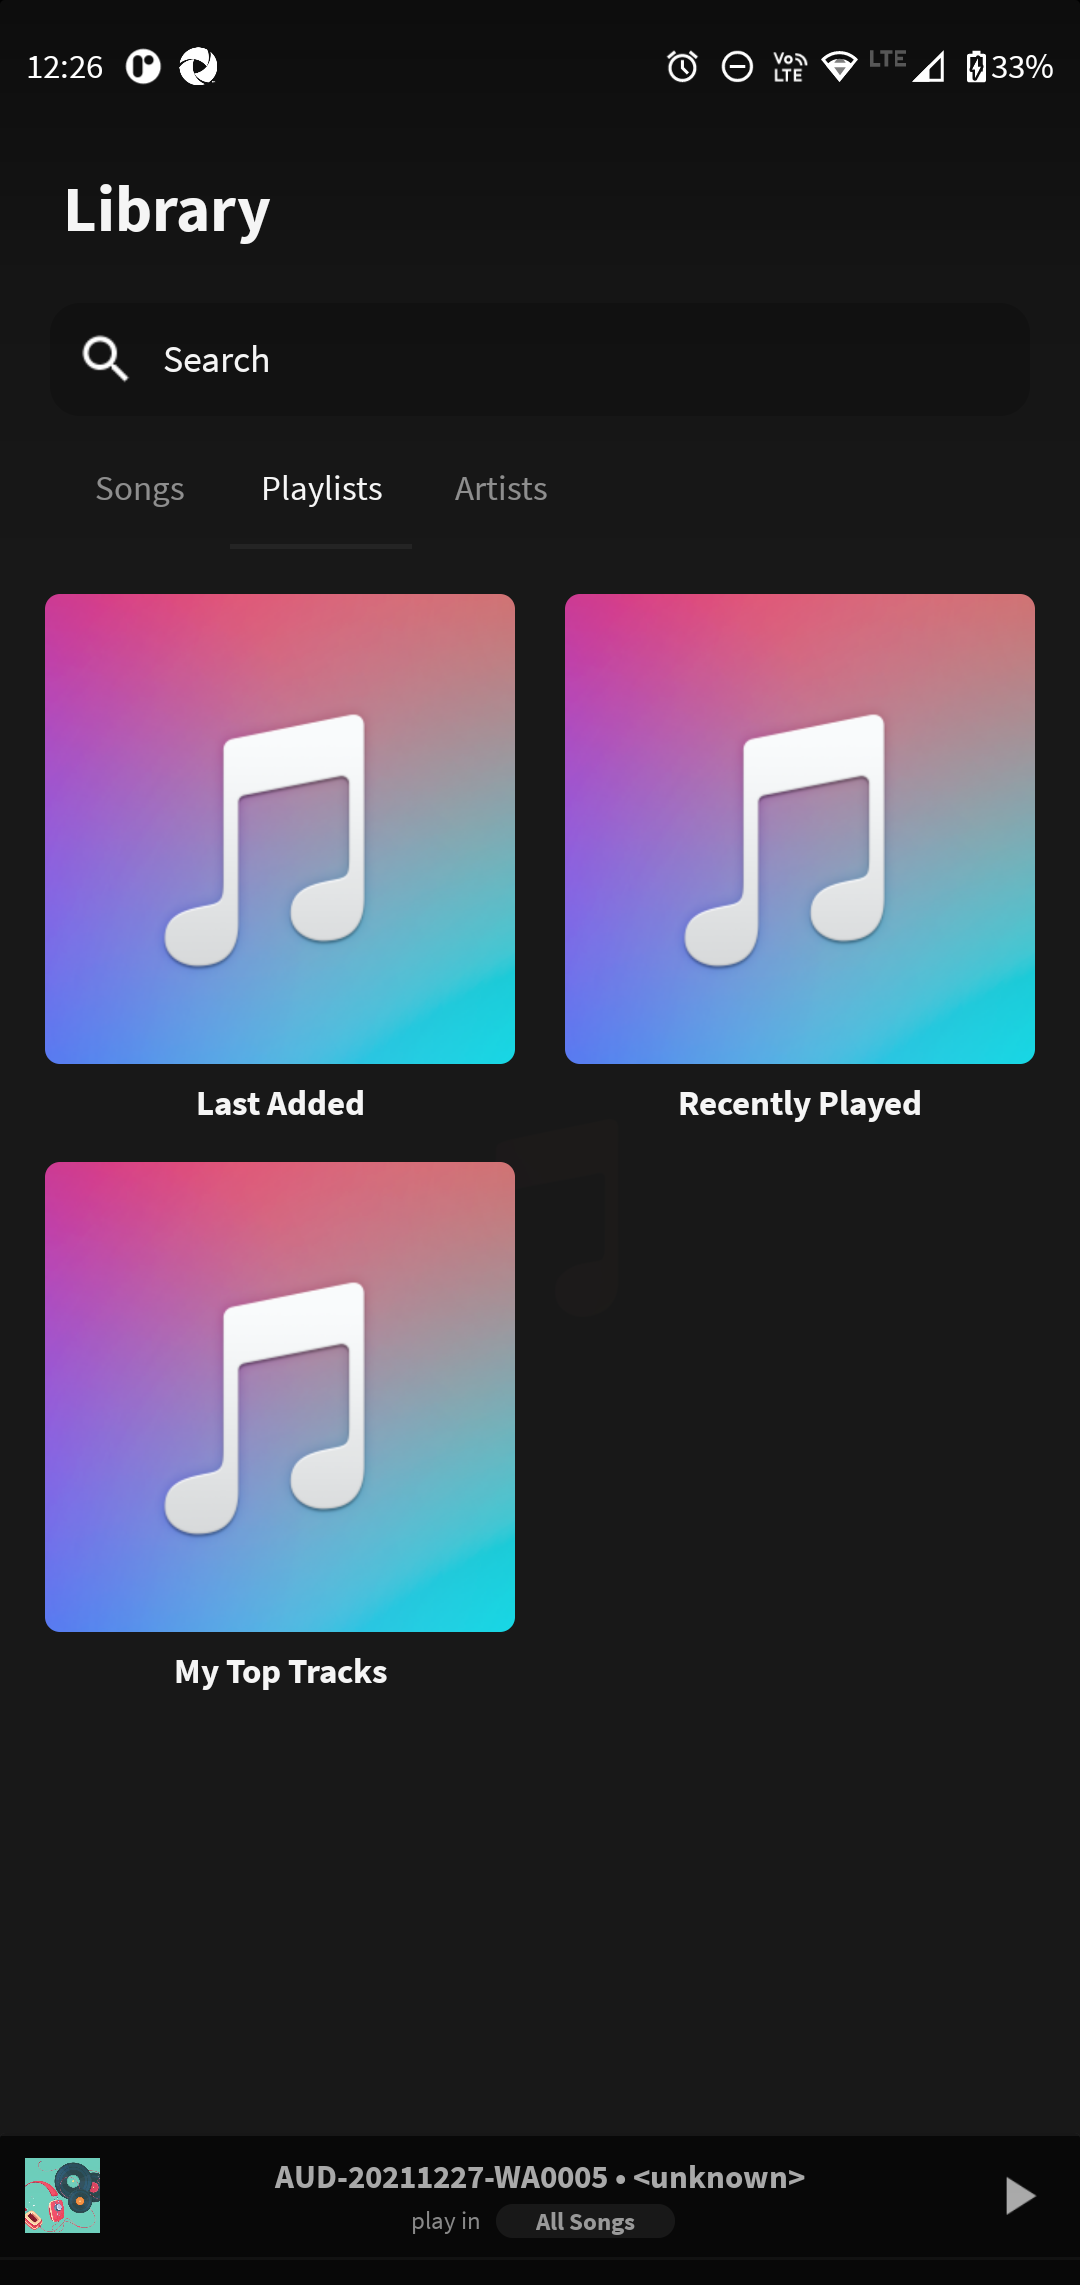 12:26 Vo LTE LTE 33%
Library
Search
Songs Playlists Artists
Last Added Recently Played
My Top Tracks
AUD-20211227-WA0005 • <unknown>
play in All Songs